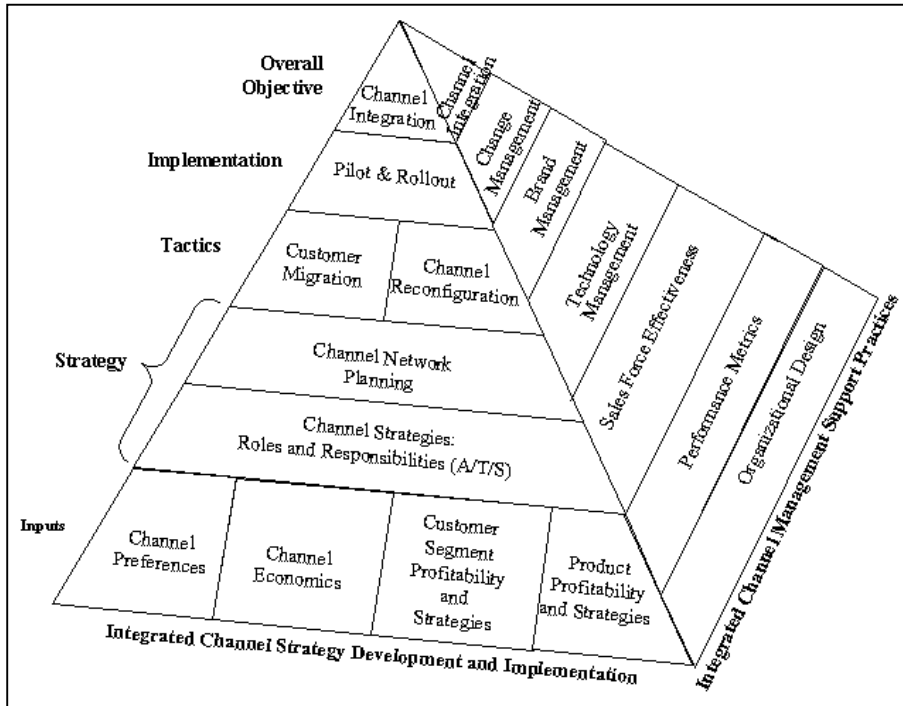 Overall
Objective
Channel
Integration
Channel
Integration
Change
Management
Brand
Management
Technology
Management
Sales Force Effectiveness
Performance Metrics
Organizational Design
Integrated Channel Management Support Practices
Implementation
Pilot & Rollout
Tactics
Customer
Migration
Channel
Reconfiguration
Strategy
Channel Network
Planning
Channel Strategies:
Roles and Responsibilities (A/T/S)
Inputs
Channel
Preferences
Channel
Economics
Customer
Segment
Profitability
and
Strategies
Product
Profitability
and Strategies
Integrated Channel Strategy Development and Implementation